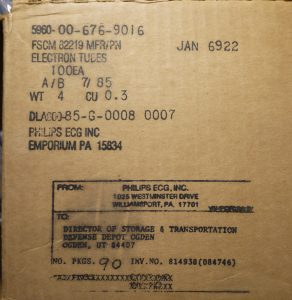 5960-00-676-9016
FSCM 82219 MFR/PN JAN 6922
ELECTRON TUBES
100EA
A/B 7/85
WT 4 CU 0.3
85-G-0008 0007
PHILIPS ECG INC
EMPORIUM PA 15834
FROM: PHILIPS ECG, INC.
1025 WESTMINSTER DRIVE
WILLIAMSPORT, PA. 17701
TO:
DIRECTOR OF STORAGE & TRANSPORTATION
DEFENSE DEPOT OGDEN
OGDEN, UT 84407
NO. PKGS. 90 INV.NO. 814938(084746)